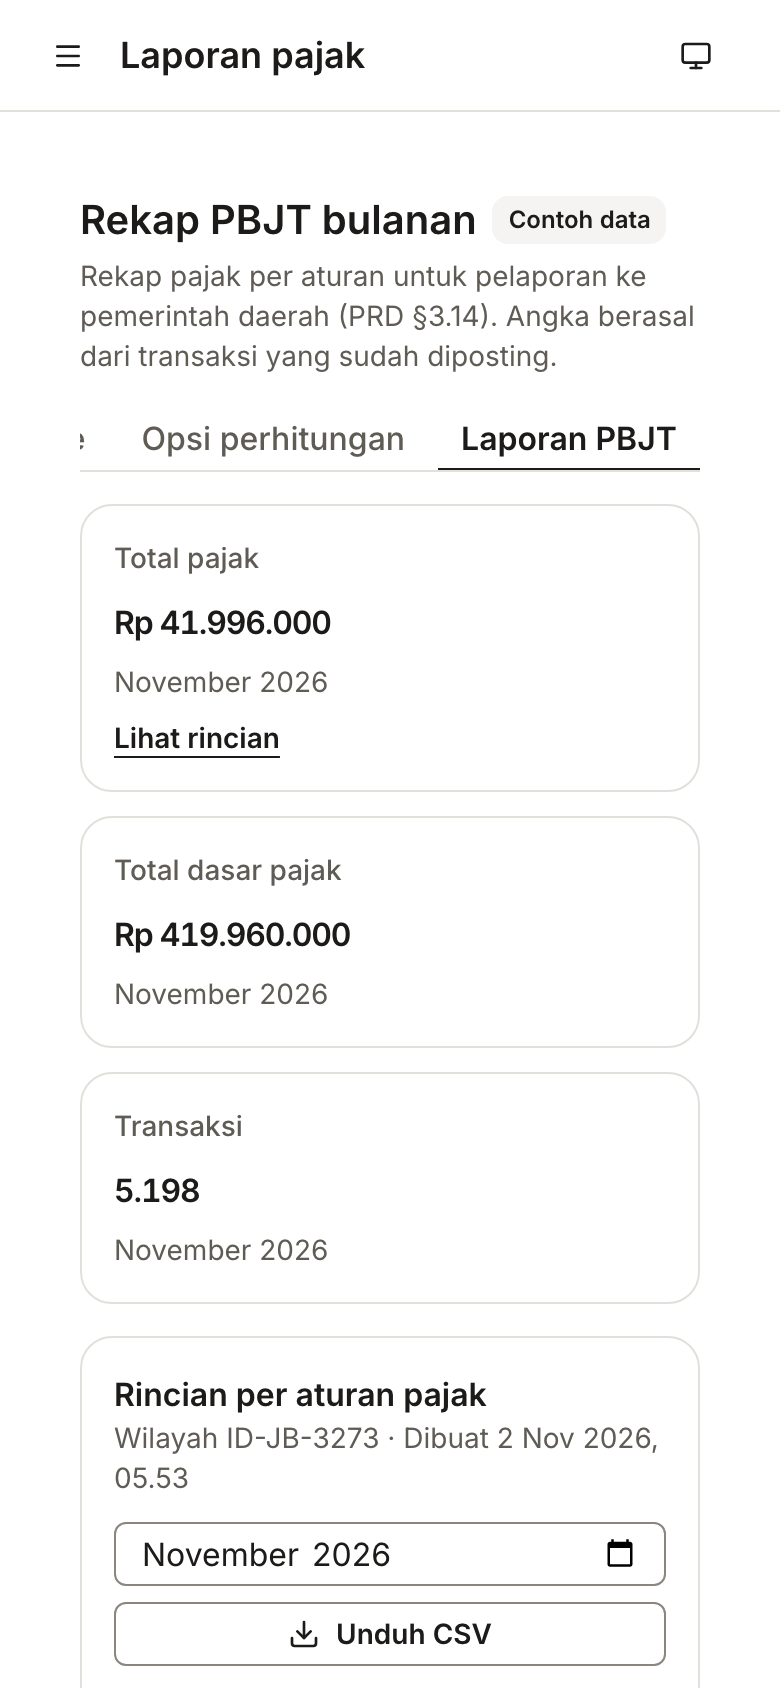 Laporan pajak
Rekap PBJT bulanan
Contoh data
Rekap pajak per aturan untuk pelaporan ke
pemerintah daerah (PRD §3.14). Angka berasal
dari transaksi yang sudah diposting.
Opsi perhitungan
Laporan PBJT
Total pajak
Rp 41.996.000
November 2026
Lihat rincian
Total dasar pajak
Rp 419.960.000
November 2026
Transaksi
5.198
November 2026
Rincian per aturan pajak
Wilayah ID-JB-3273 · Dibuat 2 Nov 2026,
05.53
November 2026
Unduh CSV